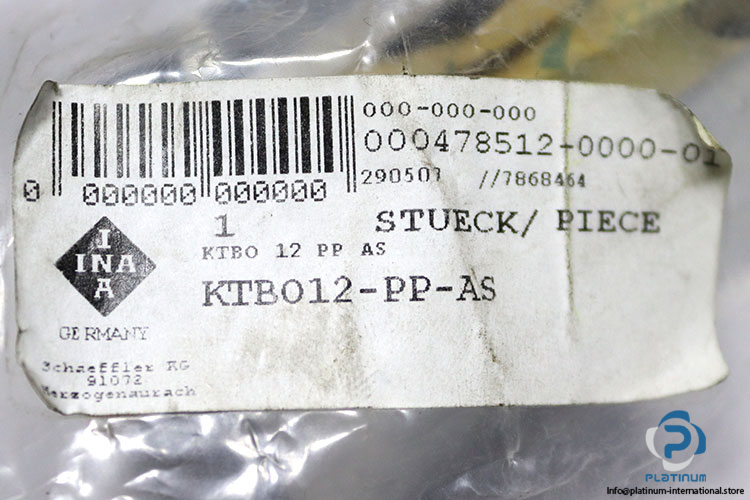 000-000-000
000478512-0000-01
290507 //7868464
0 000000 000000
1 STUECK/ PIECE
KTBO 12 PP AS
KTBO12-PP-AS
I
INA
A
GERMANY
Schaeffler KG
91072
Herzogenaurach
P
PLATINUM
Info@platinum-international.store